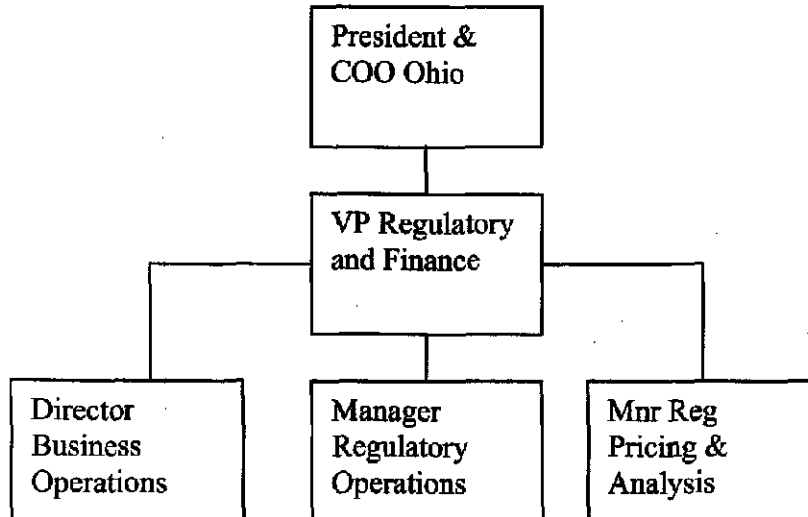 President &
COO Ohio
VP Regulatory
and Finance
Director
Business
Operations
Manager
Regulatory
Operations
Mnr Reg
Pricing &
Analysis